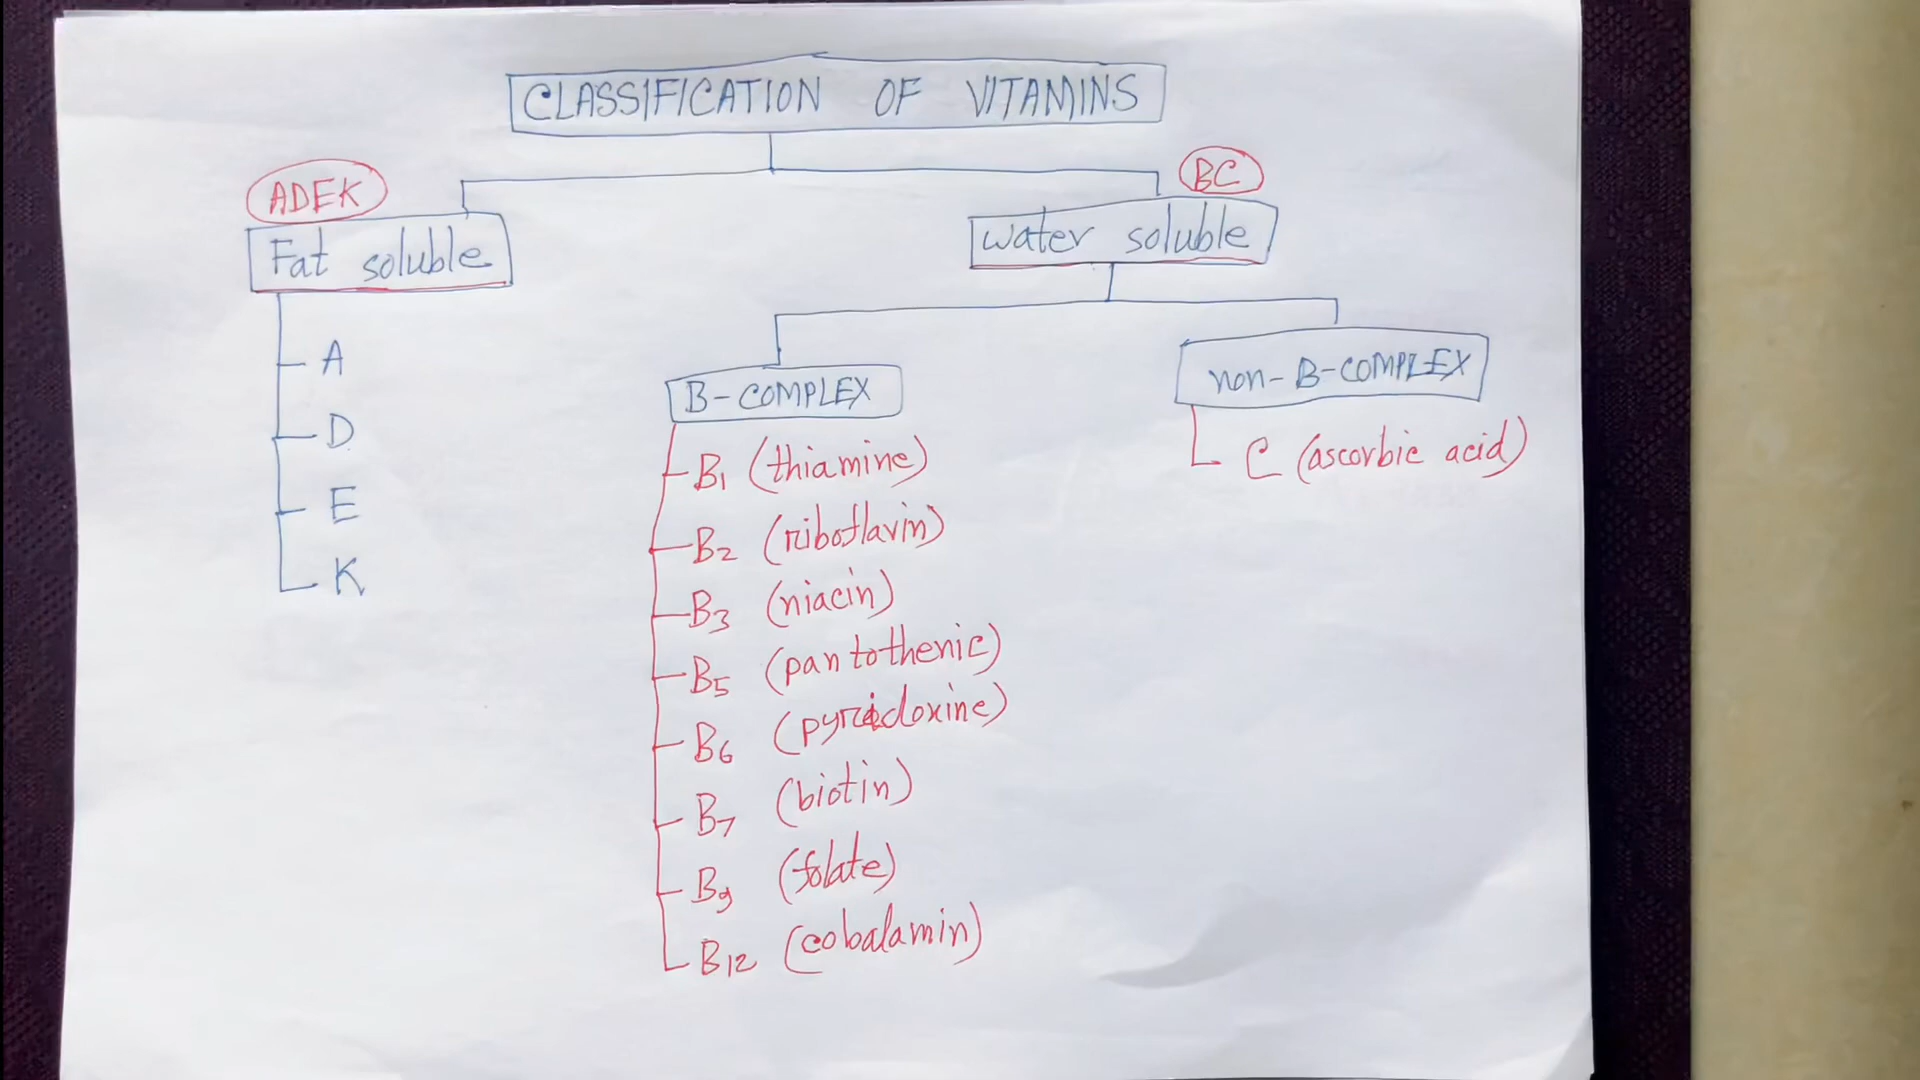 CLASSIFICATION OF VITAMINS
ADEK
Fat soluble
A
D
E
K
BC
water soluble
B-COMPLEX
B1 (thiamine)
B2 (riboflavin)
B3 (niacin)
B5 (pantothenic)
B6 (pyridoxine)
B7 (biotin)
B9 (folate)
B12 (cobalamin)
non-B-COMPLEX
C (ascorbic acid)